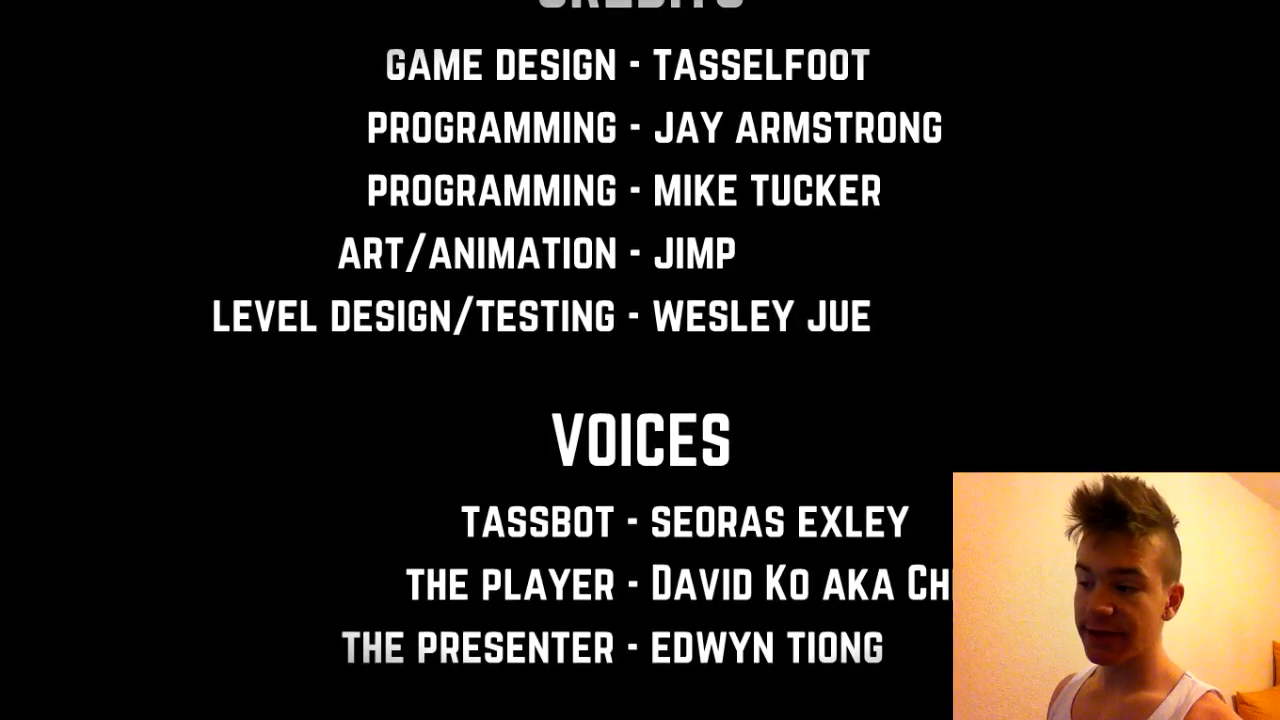 CREDITS
GAME DESIGN - TASSELFOOT
PROGRAMMING - JAY ARMSTRONG
PROGRAMMING - MIKE TUCKER
ART/ANIMATION - JIMP
LEVEL DESIGN/TESTING - WESLEY JUE
VOICES
TASSBOT - SEORAS EXLEY
THE PLAYER - DAVID KO AKA
THE PRESENTER - EDWYN TIONG